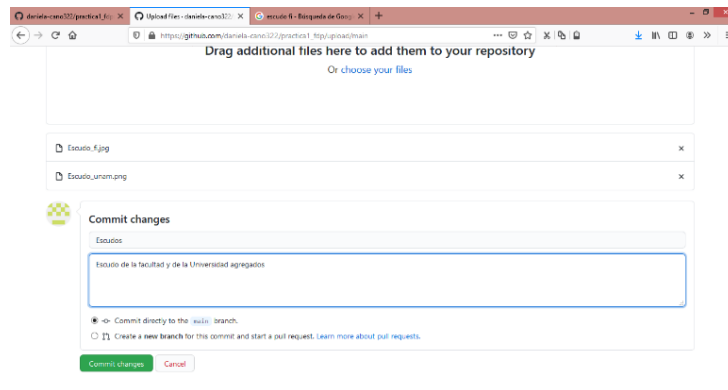 daniela-cano322/practica1_fdp
Upload files · daniela-cano322/
escudo fi - Búsqueda de Goog
https://github.com/daniela-cano322/practica1_fdp/upload/main
Drag additional files here to add them to your repository
Or choose your files
Escudo_fi.jpg
Escudo_unam.png
Commit changes
Escudos
Escudo de la facultad y de la Universidad agregados
Commit directly to the main branch.
Create a new branch for this commit and start a pull request. Learn more about pull requests.
Commit changes Cancel